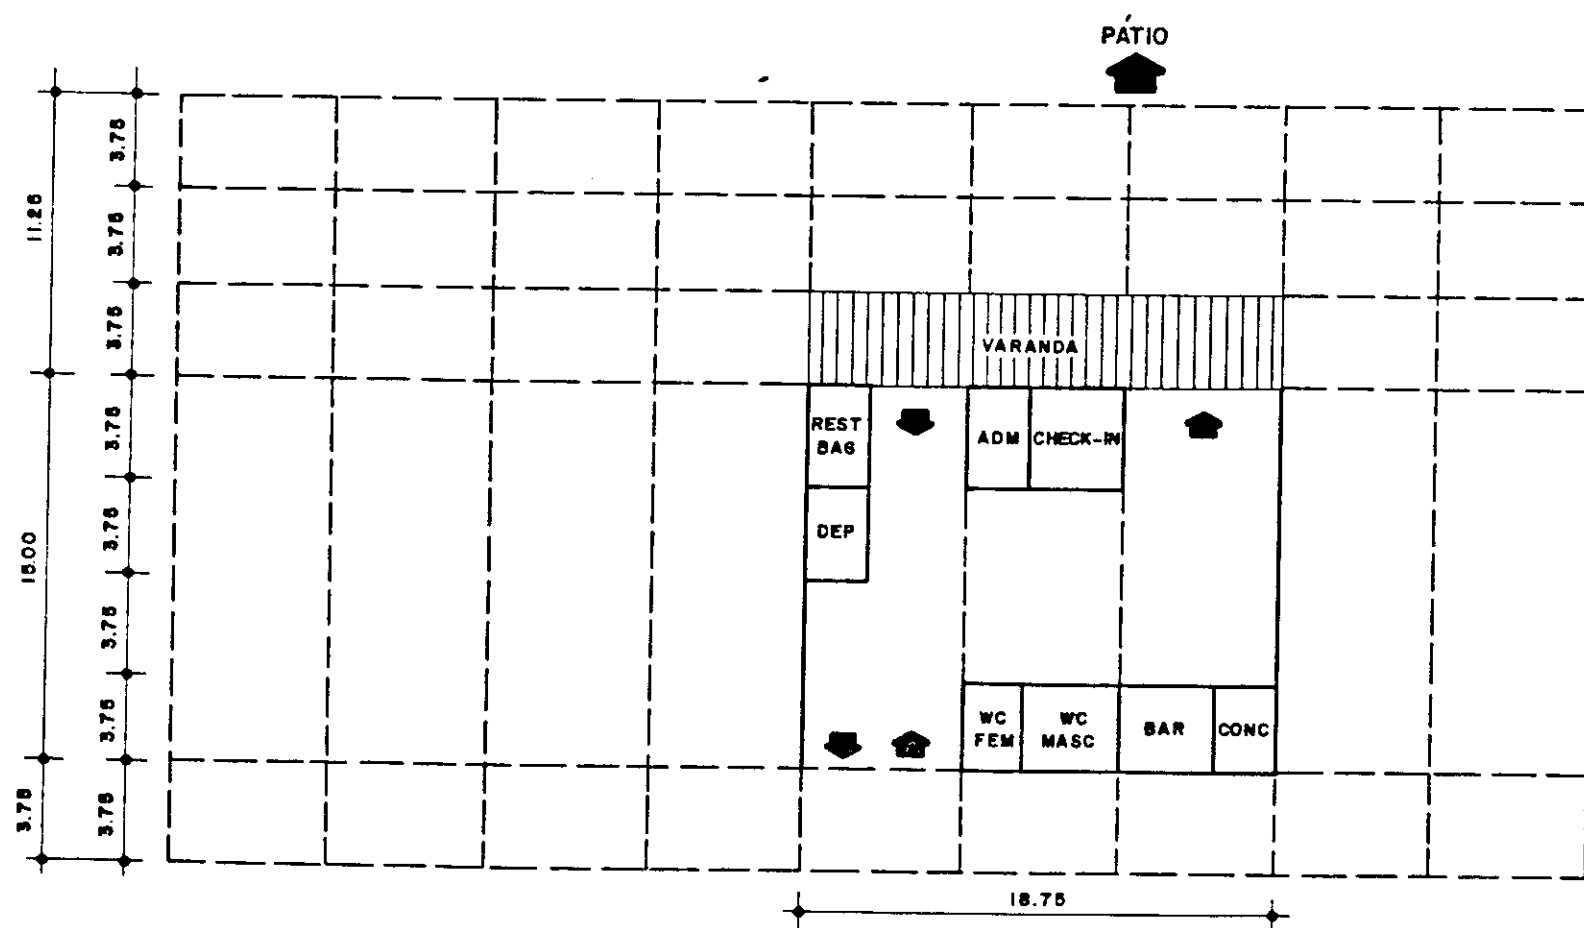 PÁTIO
3.75
3.75
11.25
3.75
VARANDA
3.75
REST
BAG
ADM
CHECK-IN
3.75
DEP
15.00
3.75
3.75
WC
FEM
WC
MASC
BAR
CONC
3.75
3.75
18.75